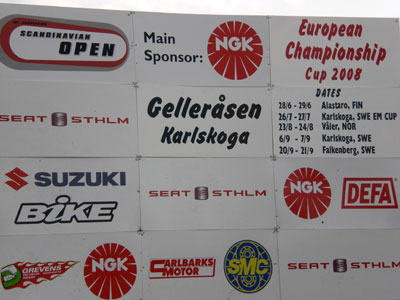 SCANDINAVIAN
OPEN
Main
Sponsor:
NGK
European
Championship
Cup 2008
SEAT STHLM
Gelleråsen
Karlskoga
DATES
28/6 - 29/6 Alastaro, FIN
26/7 - 27/7 Karlskoga, SWE EM CUP
23/8 - 24/8 Våler, NOR
6/9 - 7/9 Karlskoga, SWE
20/9 - 21/9 Falkenberg, SWE
SUZUKI
BIKE
SEAT STHLM
NGK
DEFA
GREVENS
NGK
CARLBARKS
MOTOR
SMC
SEAT STHLM